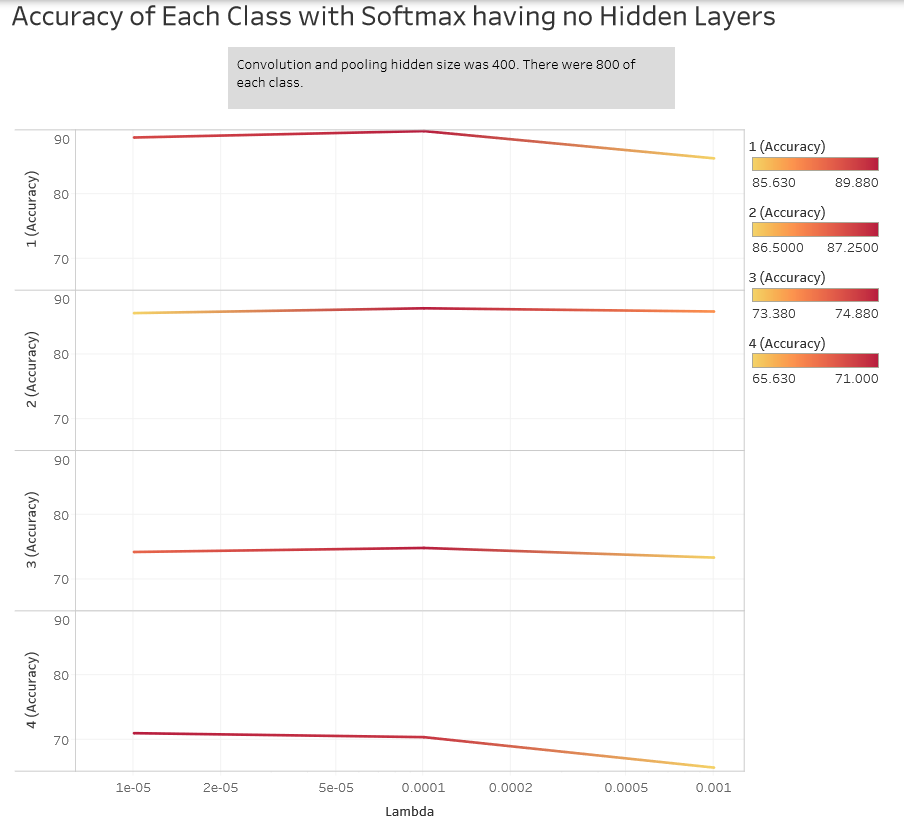 Accuracy of Each Class with Softmax having no Hidden Layers
Convolution and pooling hidden size was 400. There were 800 of
each class.
1 (Accuracy)
90
80
70
2 (Accuracy)
90
80
70
3 (Accuracy)
90
80
70
4 (Accuracy)
90
80
70
1e-05 2e-05 5e-05 0.0001 0.0002 0.0005 0.001
Lambda
1 (Accuracy)
85.630 89.880
2 (Accuracy)
86.5000 87.2500
3 (Accuracy)
73.380 74.880
4 (Accuracy)
65.630 71.000